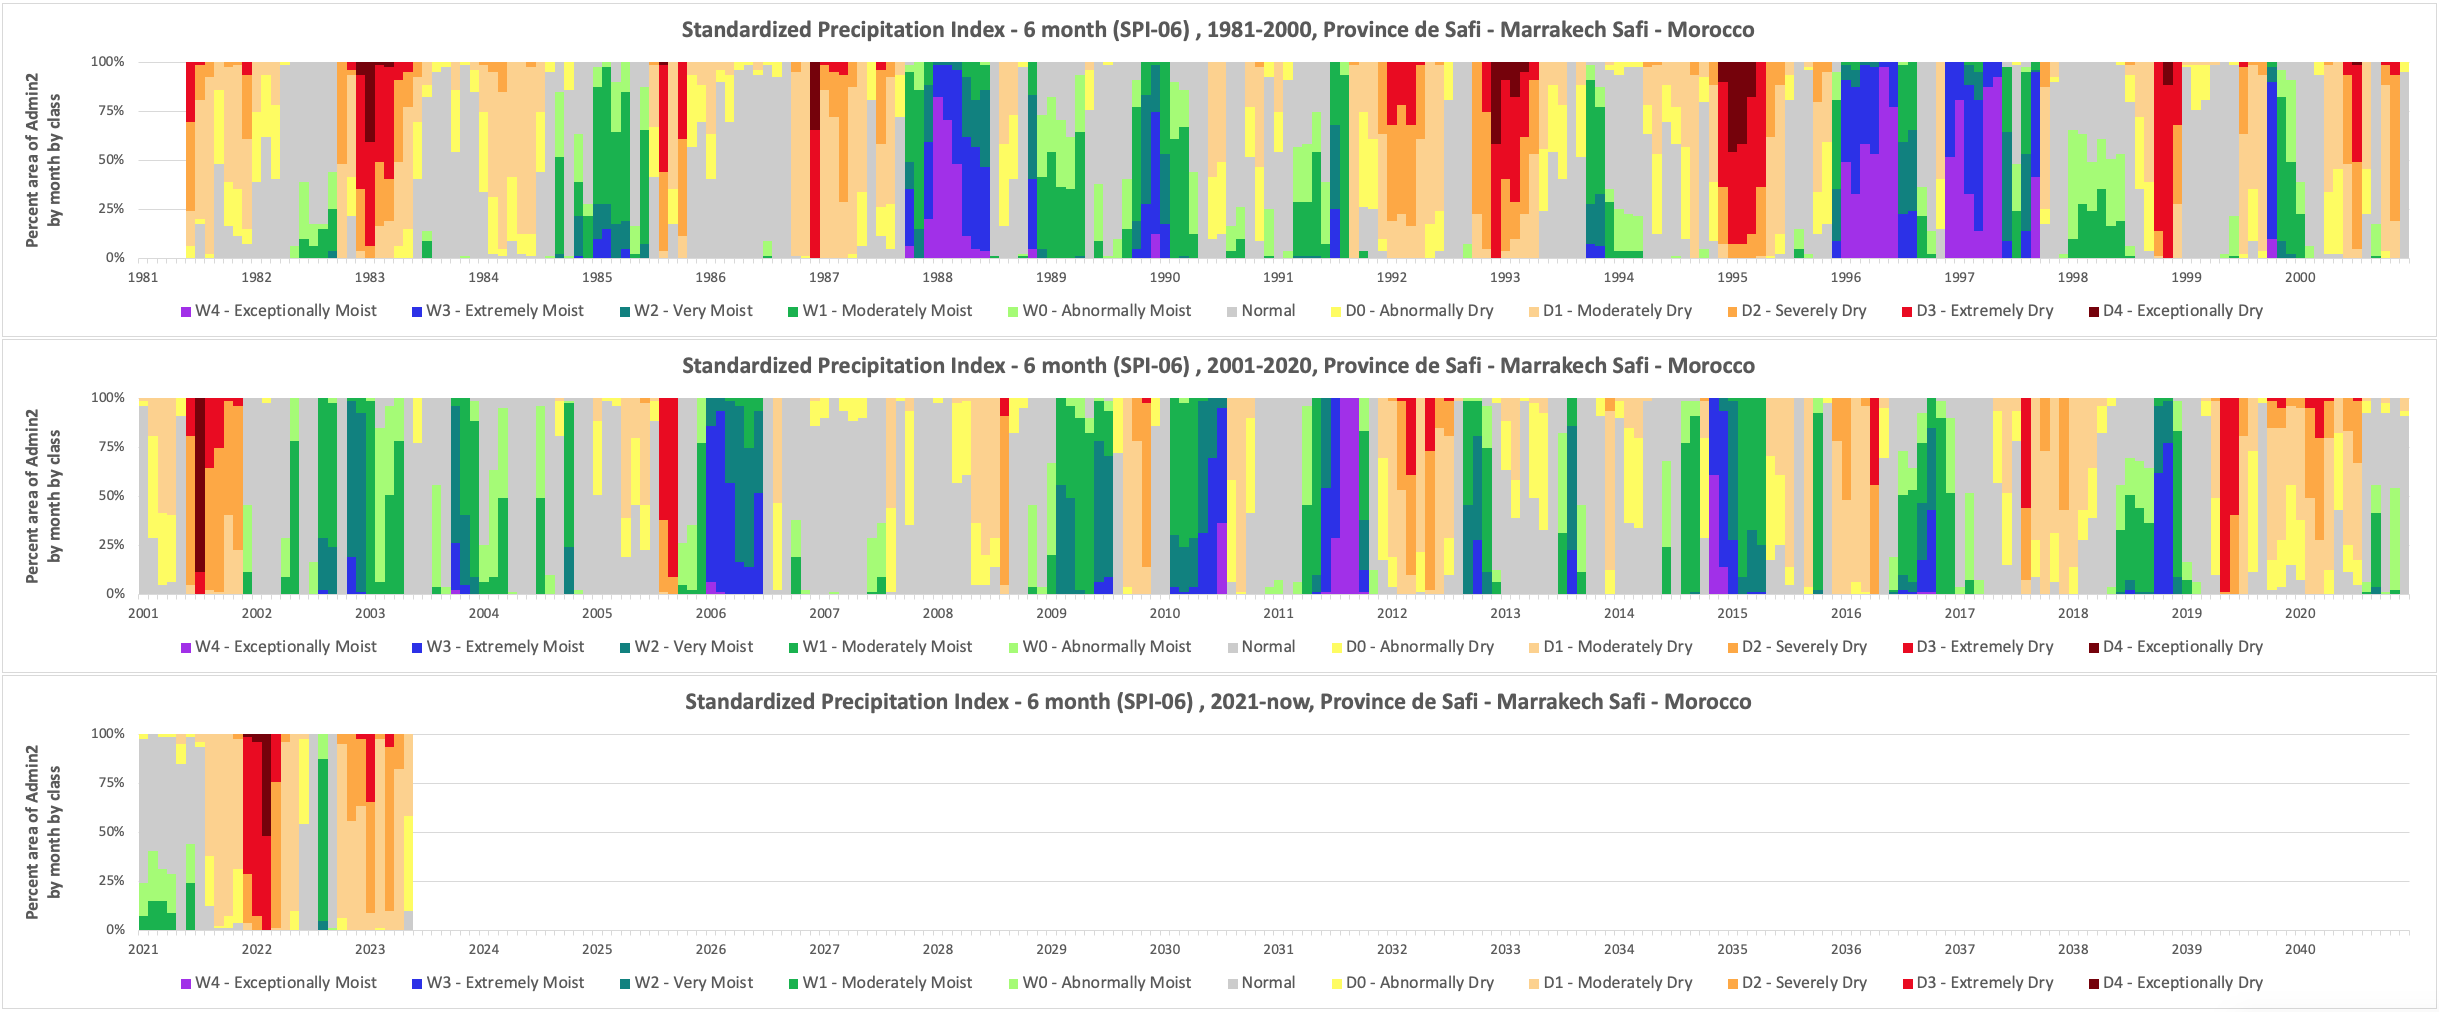 Standardized Precipitation Index - 6 month (SPI-06) , 1981-2000, Province de Safi - Marrakech Safi - Morocco
Percent area of Admin2
by month by class
100%
75%
50%
25%
0%
1981 1982 1983 1984 1985 1986 1987 1988 1989 1990 1991 1992 1993 1994 1995 1996 1997 1998 1999 2000
W4 - Exceptionally Moist W3 - Extremely Moist W2 - Very Moist W1 - Moderately Moist W0 - Abnormally Moist Normal D0 - Abnormally Dry D1 - Moderately Dry D2 - Severely Dry D3 - Extremely Dry D4 - Exceptionally Dry
Standardized Precipitation Index - 6 month (SPI-06) , 2001-2020, Province de Safi - Marrakech Safi - Morocco
Percent area of Admin2
by month by class
100%
75%
50%
25%
0%
2001 2002 2003 2004 2005 2006 2007 2008 2009 2010 2011 2012 2013 2014 2015 2016 2017 2018 2019 2020
W4 - Exceptionally Moist W3 - Extremely Moist W2 - Very Moist W1 - Moderately Moist W0 - Abnormally Moist Normal D0 - Abnormally Dry D1 - Moderately Dry D2 - Severely Dry D3 - Extremely Dry D4 - Exceptionally Dry
Standardized Precipitation Index - 6 month (SPI-06) , 2021-now, Province de Safi - Marrakech Safi - Morocco
Percent area of Admin2
by month by class
100%
75%
50%
25%
0%
2021 2022 2023 2024 2025 2026 2027 2028 2029 2030 2031 2032 2033 2034 2035 2036 2037 2038 2039 2040
W4 - Exceptionally Moist W3 - Extremely Moist W2 - Very Moist W1 - Moderately Moist W0 - Abnormally Moist Normal D0 - Abnormally Dry D1 - Moderately Dry D2 - Severely Dry D3 - Extremely Dry D4 - Exceptionally Dry